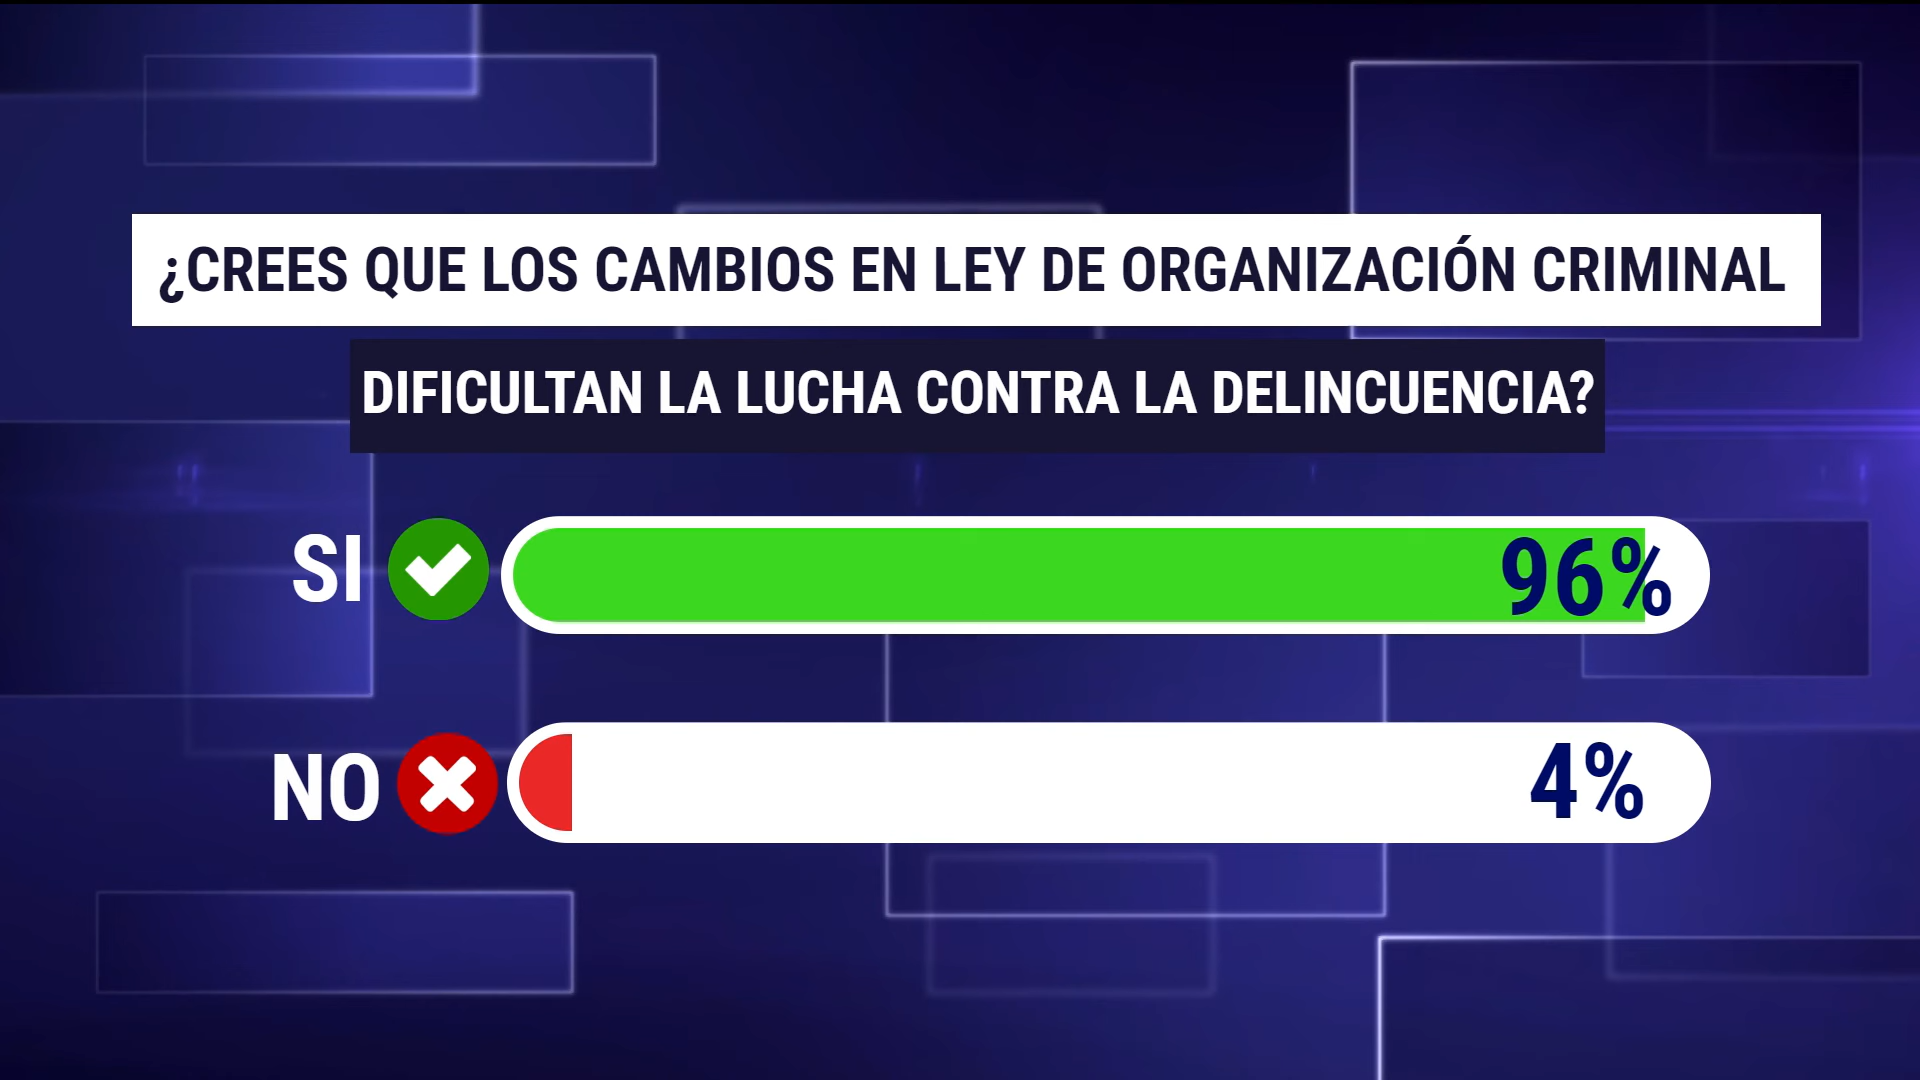 ¿CREES QUE LOS CAMBIOS EN LEY DE ORGANIZACIÓN CRIMINAL
DIFICULTAN LA LUCHA CONTRA LA DELINCUENCIA?
SI 96%
NO 4%